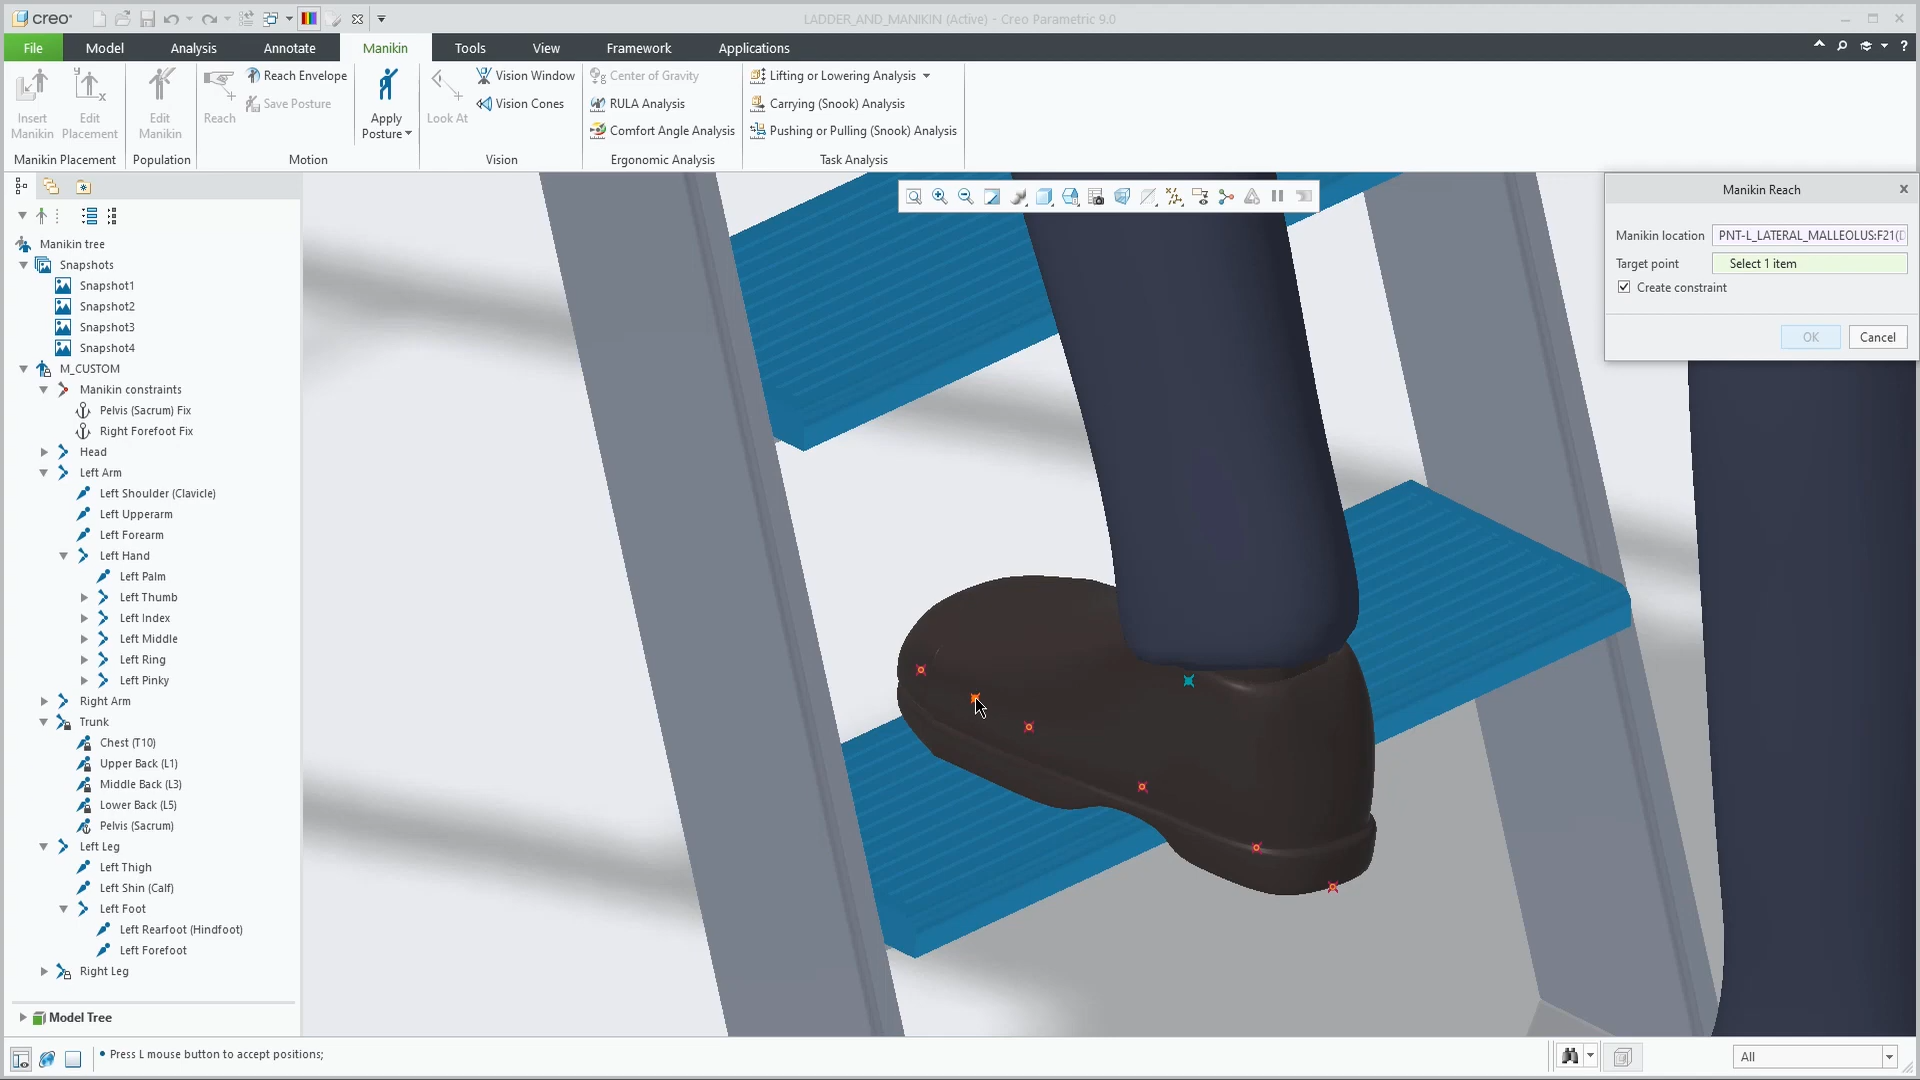 creo
LADDER_AND_MANIKIN (Active) - Creo Parametric 9.0
File
Model
Analysis
Annotate
Manikin
Tools
View
Framework
Applications
Insert
Manikin
Edit
Placement
Manikin Placement
Edit
Manikin
Population
Reach
Reach Envelope
Save Posture
Motion
Apply
Posture
Look At
Vision Window
Vision Cones
Vision
Center of Gravity
RULA Analysis
Comfort Angle Analysis
Ergonomic Analysis
Lifting or Lowering Analysis
Carrying (Snook) Analysis
Pushing or Pulling (Snook) Analysis
Task Analysis
Manikin tree
Snapshots
Snapshot1
Snapshot2
Snapshot3
Snapshot4
M_CUSTOM
Manikin constraints
Pelvis (Sacrum) Fix
Right Forefoot Fix
Head
Left Arm
Left Shoulder (Clavicle)
Left Upperarm
Left Forearm
Left Hand
Left Palm
Left Thumb
Left Index
Left Middle
Left Ring
Left Pinky
Right Arm
Trunk
Chest (T10)
Upper Back (L1)
Middle Back (L3)
Lower Back (L5)
Pelvis (Sacrum)
Left Leg
Left Thigh
Left Shin (Calf)
Left Foot
Left Rearfoot (Hindfoot)
Left Forefoot
Right Leg
Model Tree
Manikin Reach
Manikin location PNT-L_LATERAL_MALLEOLUS:F21(D
Target point Select 1 item
Create constraint
OK Cancel
• Press L mouse button to accept positions;
All